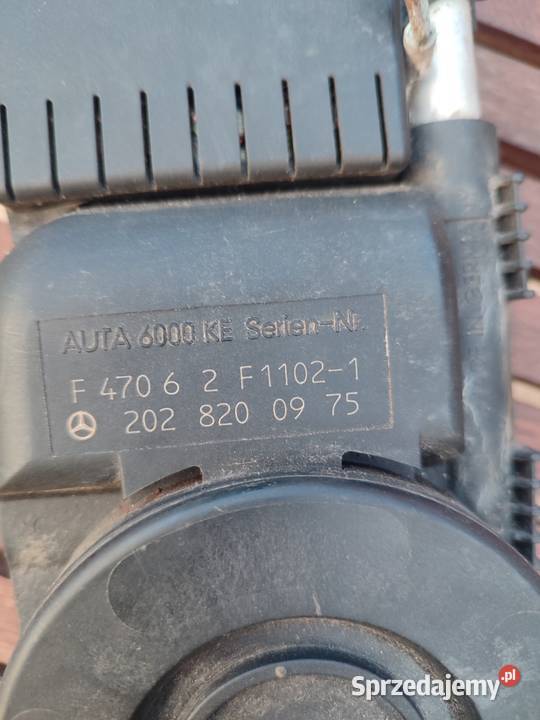 AUTA 6000 KE Serien-Nr.
F 470 6 2 F1102-1
202 820 09 75
Sprzedajemy.pl